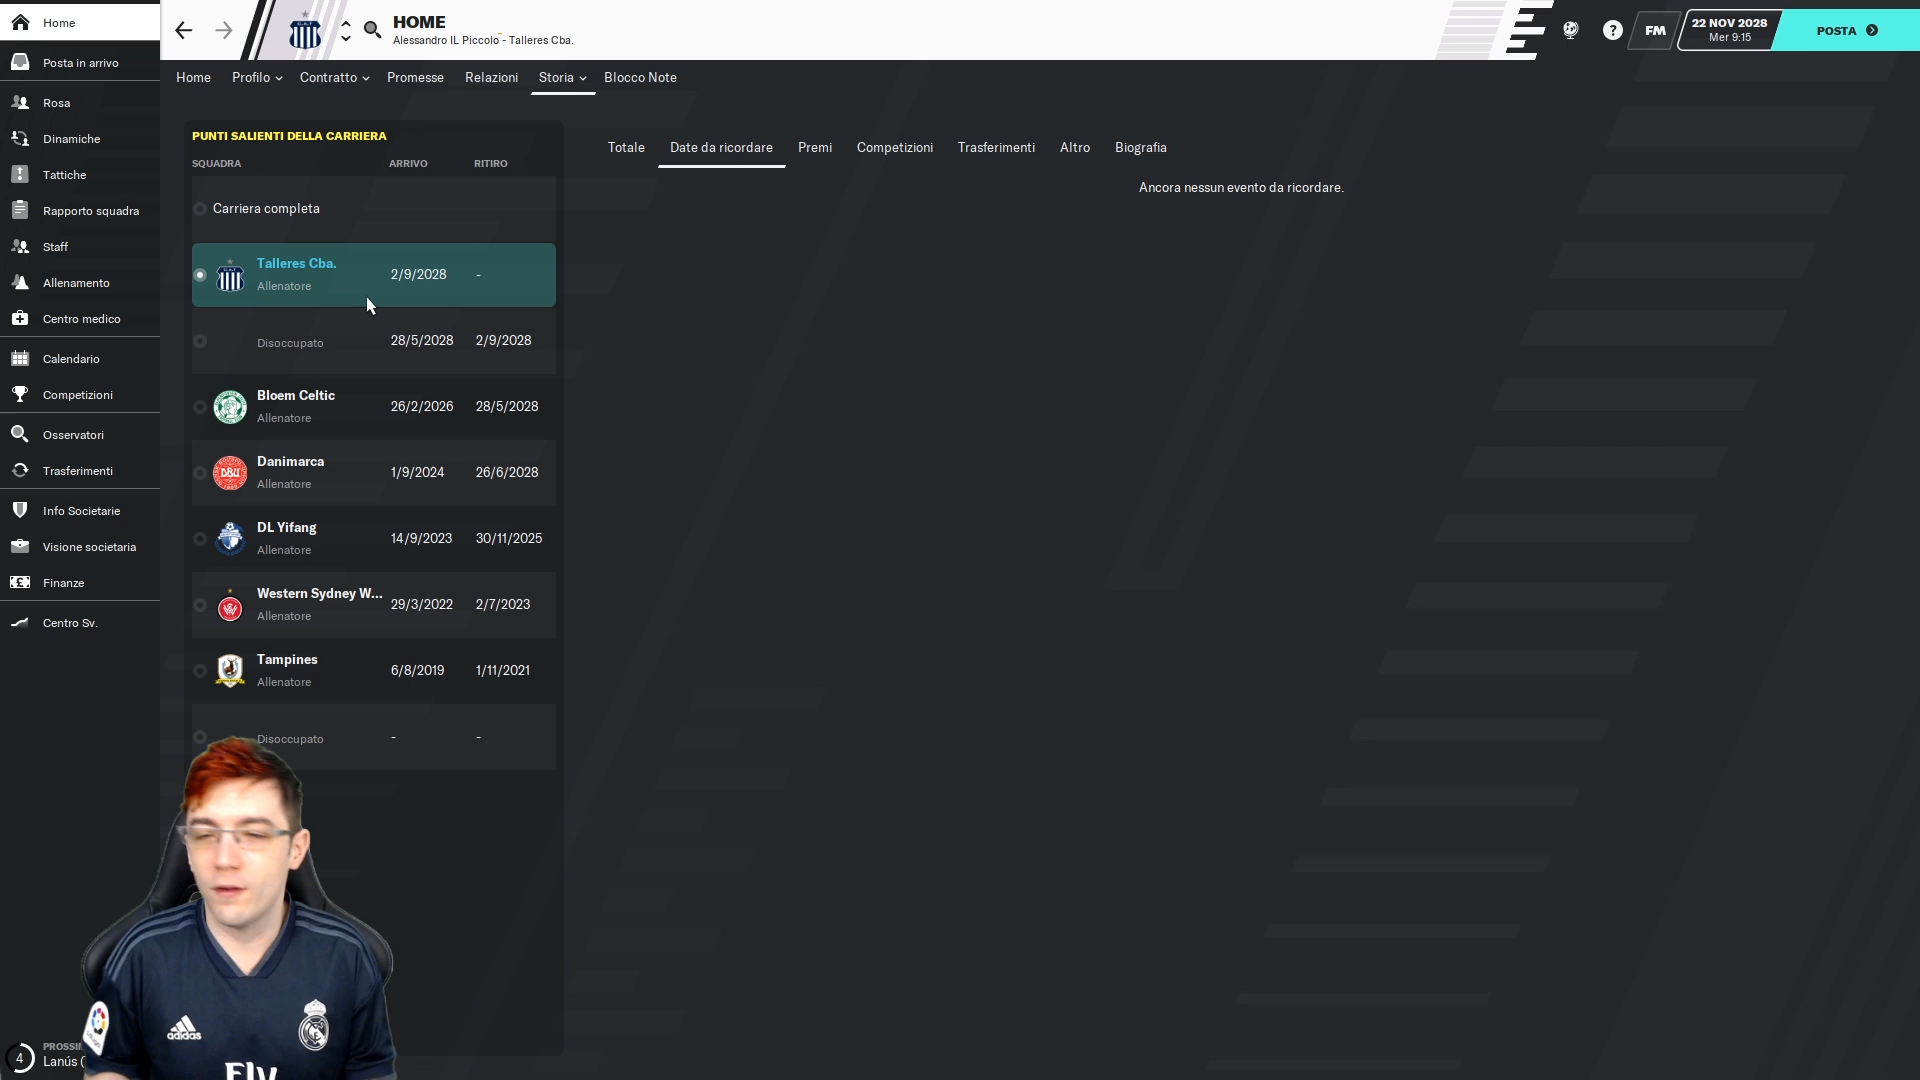 Home
Posta in arrivo
Rosa
Dinamiche
Tattiche
Rapporto squadra
Staff
Allenamento
Centro medico
Calendario
Competizioni
Osservatori
Trasferimenti
Info Societarie
Visione societaria
Finanze
Centro Sv.
4
Lanús (
HOME
Alessandro IL Piccolo - Talleres Cba.
?
FM
22 NOV 2028
Mer 9:15
POSTA
Home Profilo Contratto Promesse Relazioni Storia Blocco Note
PUNTI SALIENTI DELLA CARRIERA
SQUADRA ARRIVO RITIRO
Carriera completa
Talleres Cba.
Allenatore
2/9/2028 -
Disoccupato 28/5/2028 2/9/2028
Bloem Celtic
Allenatore
26/2/2026 28/5/2028
Danimarca
Allenatore
1/9/2024 26/6/2028
DBU
DL Yifang
Allenatore
14/9/2023 30/11/2025
Western Sydney W...
Allenatore
29/3/2022 2/7/2023
Tampines
Allenatore
6/8/2019 1/11/2021
Disoccupato - -
Totale Date da ricordare Premi Competizioni Trasferimenti Altro Biografia
Ancora nessun evento da ricordare.
adidas
Fly